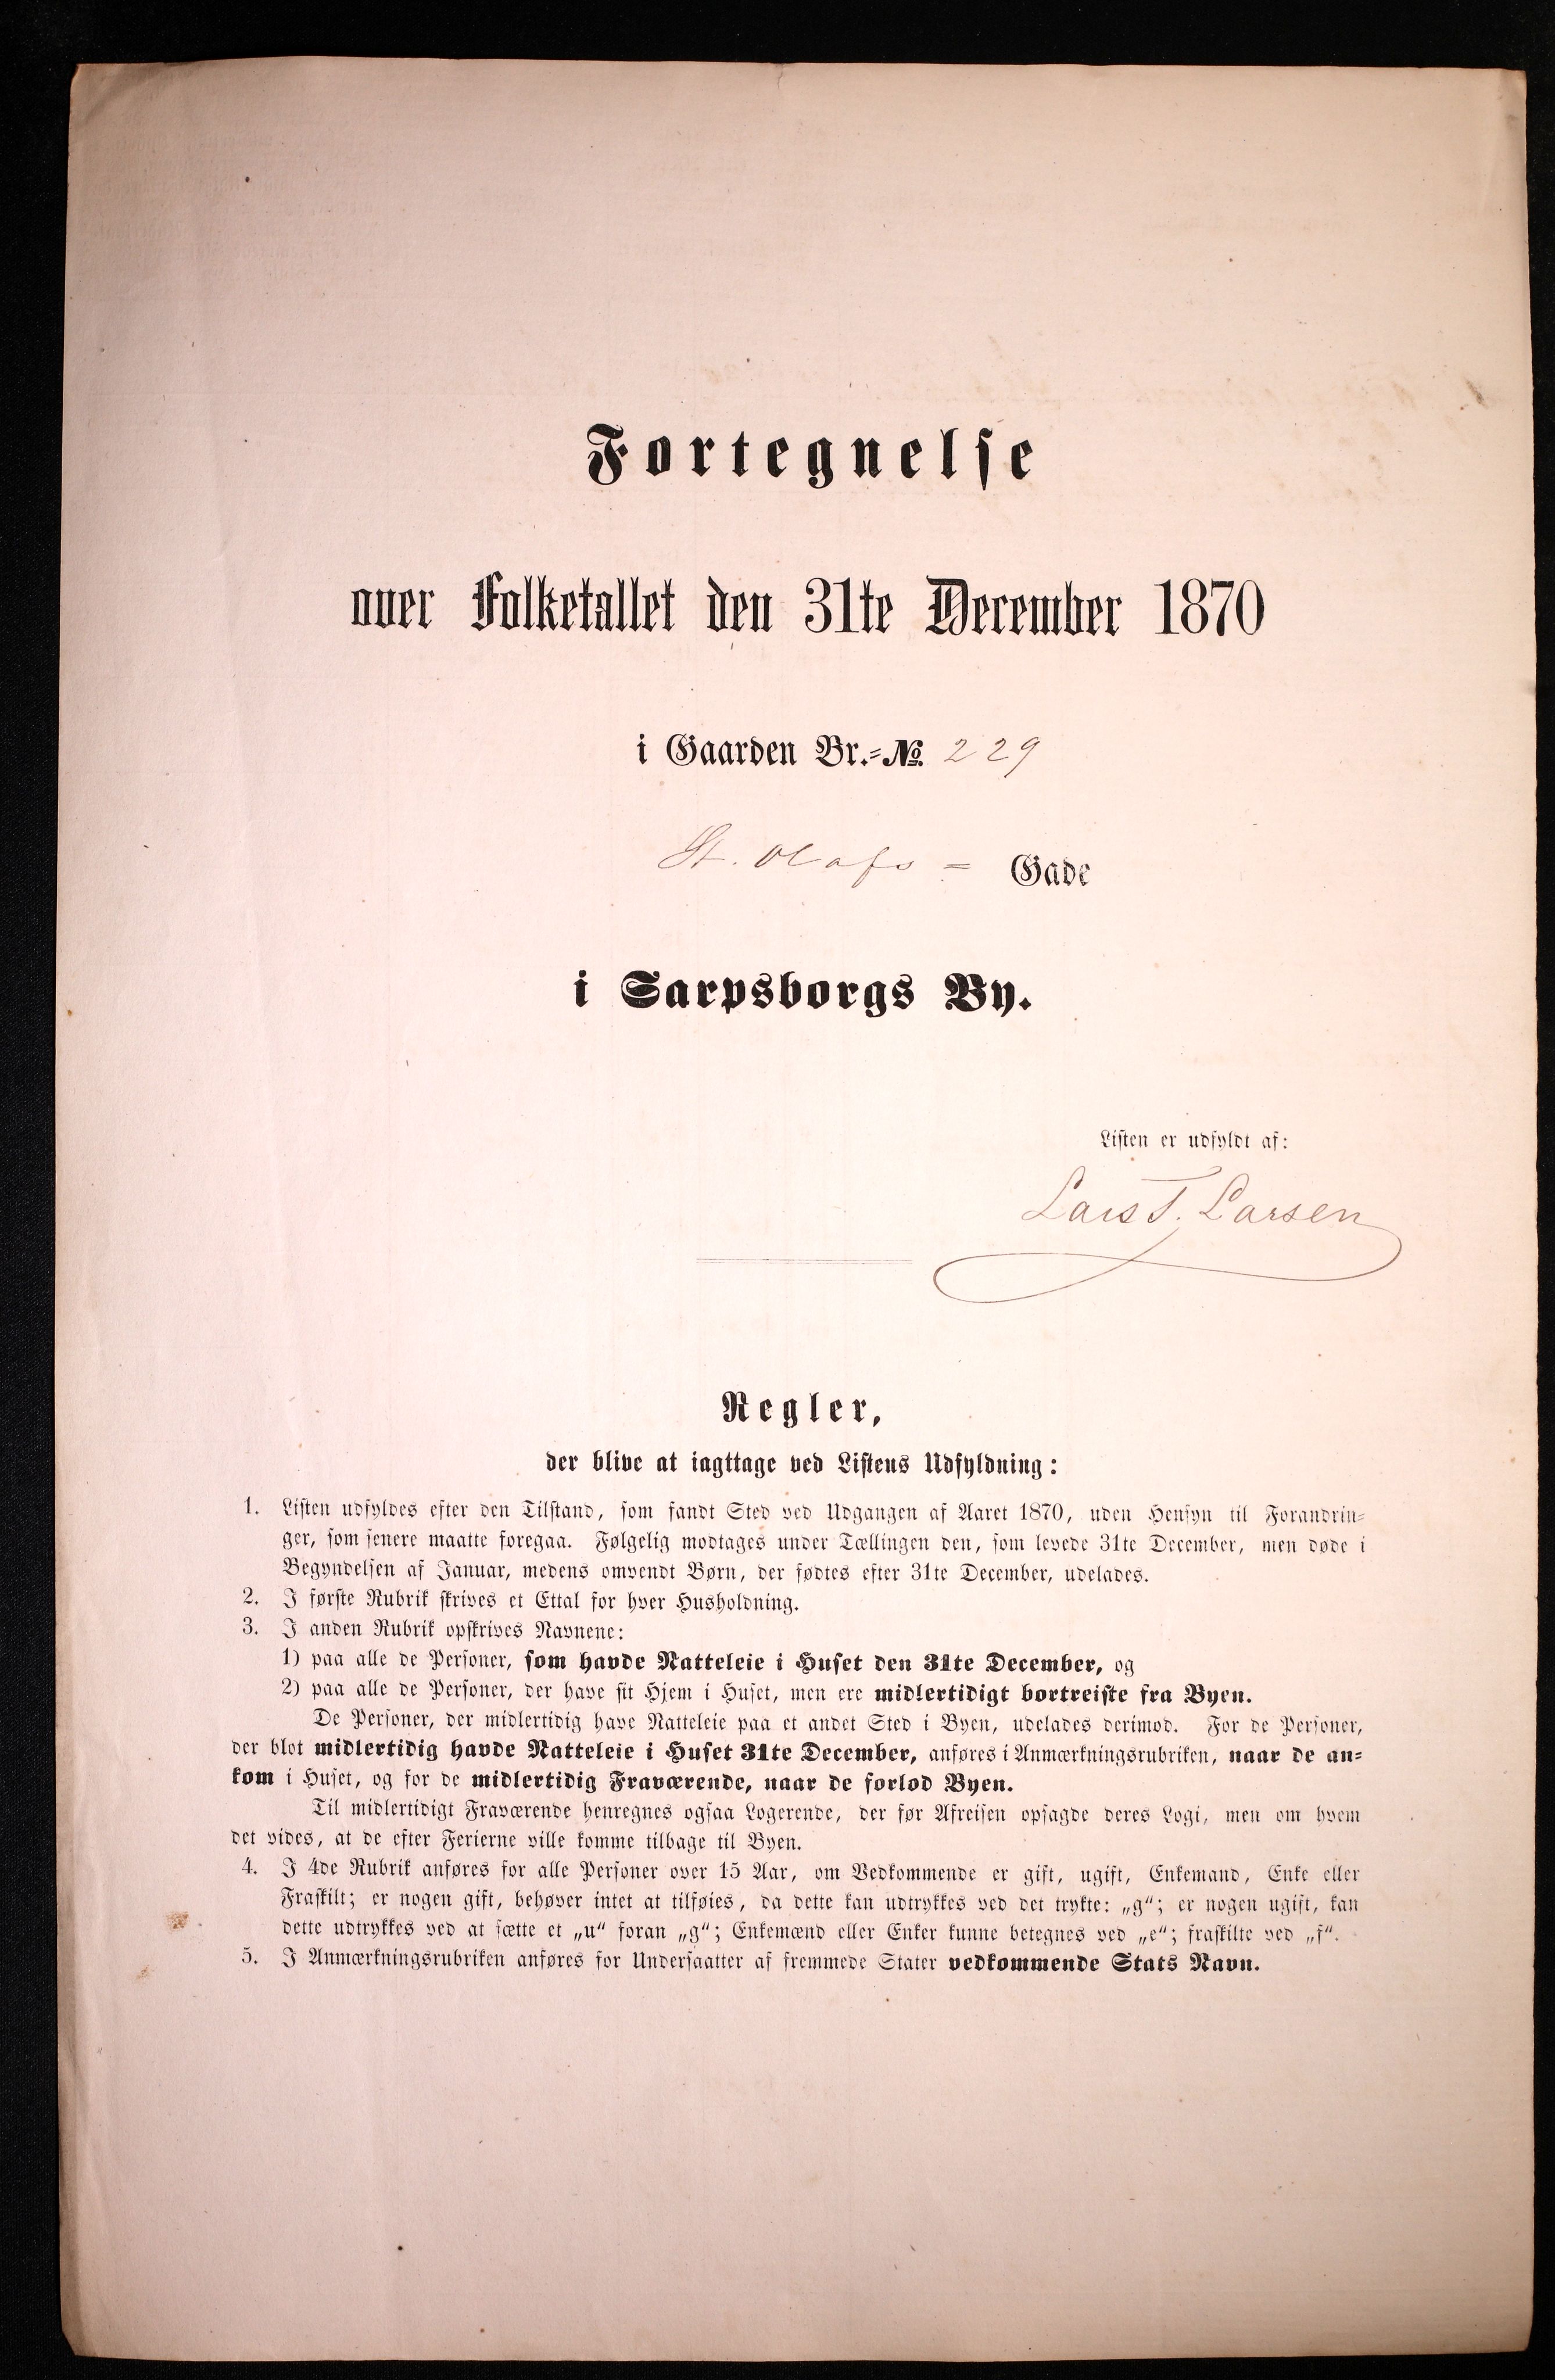 Fortegnelse
over Folketallet den 31te December 1870
i Gaarden Br.=No. 229
St. Olafs = Gade
i Sarpsborgs By.
Listen er udfyldt af:
Lars T. Larsen
Regler,
der blive at iagttage ved Listens Udfyldning:
1. Listen udfyldes efter den Tilstand, som fandt Sted ved Udgangen af Aaret 1870, uden Hensyn til Forandrin=
ger, som senere maatte foregaa. Følgelig modtages under Tællingen den, som levede 31te December, men døde i
Begyndelsen af Januar, medens omvendt Børn, der fødtes efter 31te December, udelades.
2. I første Rubrik skrives et Ettal for hver Husholdning.
3. I anden Rubrik opskrives Navnene:
1) paa alle de Personer, som havde Natteleie i Huset den 31te December, og
2) paa alle de Personer, der have sit Hjem i Huset, men ere midlertidigt bortreiste fra Byen.
De Personer, der midlertidig have Natteleie paa et andet Sted i Byen, udelades derimod. For de Personer,
der blot midlertidig havde Natteleie i Huset 31te December, anføres i Anmærkningsrubriken, naar de an=
kom i Huset, og for de midlertidig Fraværende, naar de forlod Byen.
Til midlertidigt Fraværende henregnes ogsaa Logerende, der før Afreisen opsagde deres Logi, men om hvem
det vides, at de efter Ferierne ville komme tilbage til Byen.
4. I 4de Rubrik anføres for alle Personer over 15 Aar, om Vedkommende er gift, ugift, Enkemand, Enke eller
Fraskilt; er nogen gift, behøver intet at tilføies, da dette kan udtrykkes ved det trykte: „g“; er nogen ugift, kan
dette udtrykkes ved at sætte et „u“ foran „g“; Enkemænd eller Enker kunne betegnes ved „e“; fraskilte ved „f“.
5. I Anmærkningsrubriken anføres for Undersaatter af fremmede Stater vedkommende Stats Navn.